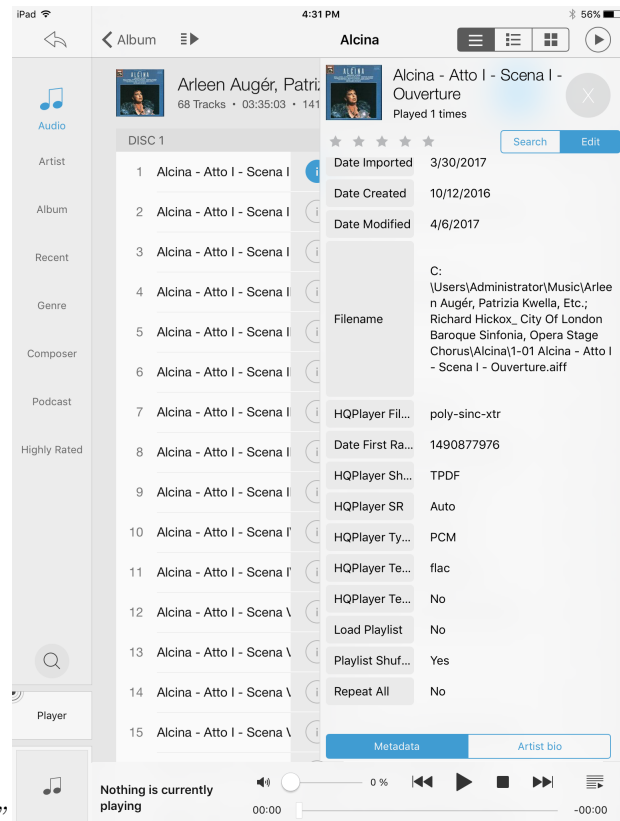 iPad
4:31 PM
56%
Album
Alcina
Audio
Artist
Album
Recent
Genre
Composer
Podcast
Highly Rated
Player
ALCINA
Arleen Augér, Patriz
68 Tracks • 03:35:03 • 141
DISC 1
1 Alcina - Atto I - Scena I
2 Alcina - Atto I - Scena I
3 Alcina - Atto I - Scena I
4 Alcina - Atto I - Scena II
5 Alcina - Atto I - Scena II
6 Alcina - Atto I - Scena II
7 Alcina - Atto I - Scena II
8 Alcina - Atto I - Scena II
9 Alcina - Atto I - Scena II
10 Alcina - Atto I - Scena I\
11 Alcina - Atto I - Scena I\
12 Alcina - Atto I - Scena V
13 Alcina - Atto I - Scena \
14 Alcina - Atto I - Scena V
15 Alcina - Atto I - Scena \
ALCINA
Alcina - Atto I - Scena I -
Ouverture
Played 1 times
X
Search
Edit
Date Imported 3/30/2017
Date Created 10/12/2016
Date Modified 4/6/2017
Filename
C:
\Users\Administrator\Music\Arlee
n Augér, Patrizia Kwella, Etc.;
Richard Hickox_ City Of London
Baroque Sinfonia, Opera Stage
Chorus\Alcina\1-01 Alcina - Atto I
- Scena I - Ouverture.aiff
HQPlayer Fil... poly-sinc-xtr
Date First Ra... 1490877976
HQPlayer Sh... TPDF
HQPlayer SR Auto
HQPlayer Ty... PCM
HQPlayer Te... flac
HQPlayer Te... No
Load Playlist No
Playlist Shuf... Yes
Repeat All No
Metadata
Artist bio
”
Nothing is currently
playing
0 %
00:00
-00:00